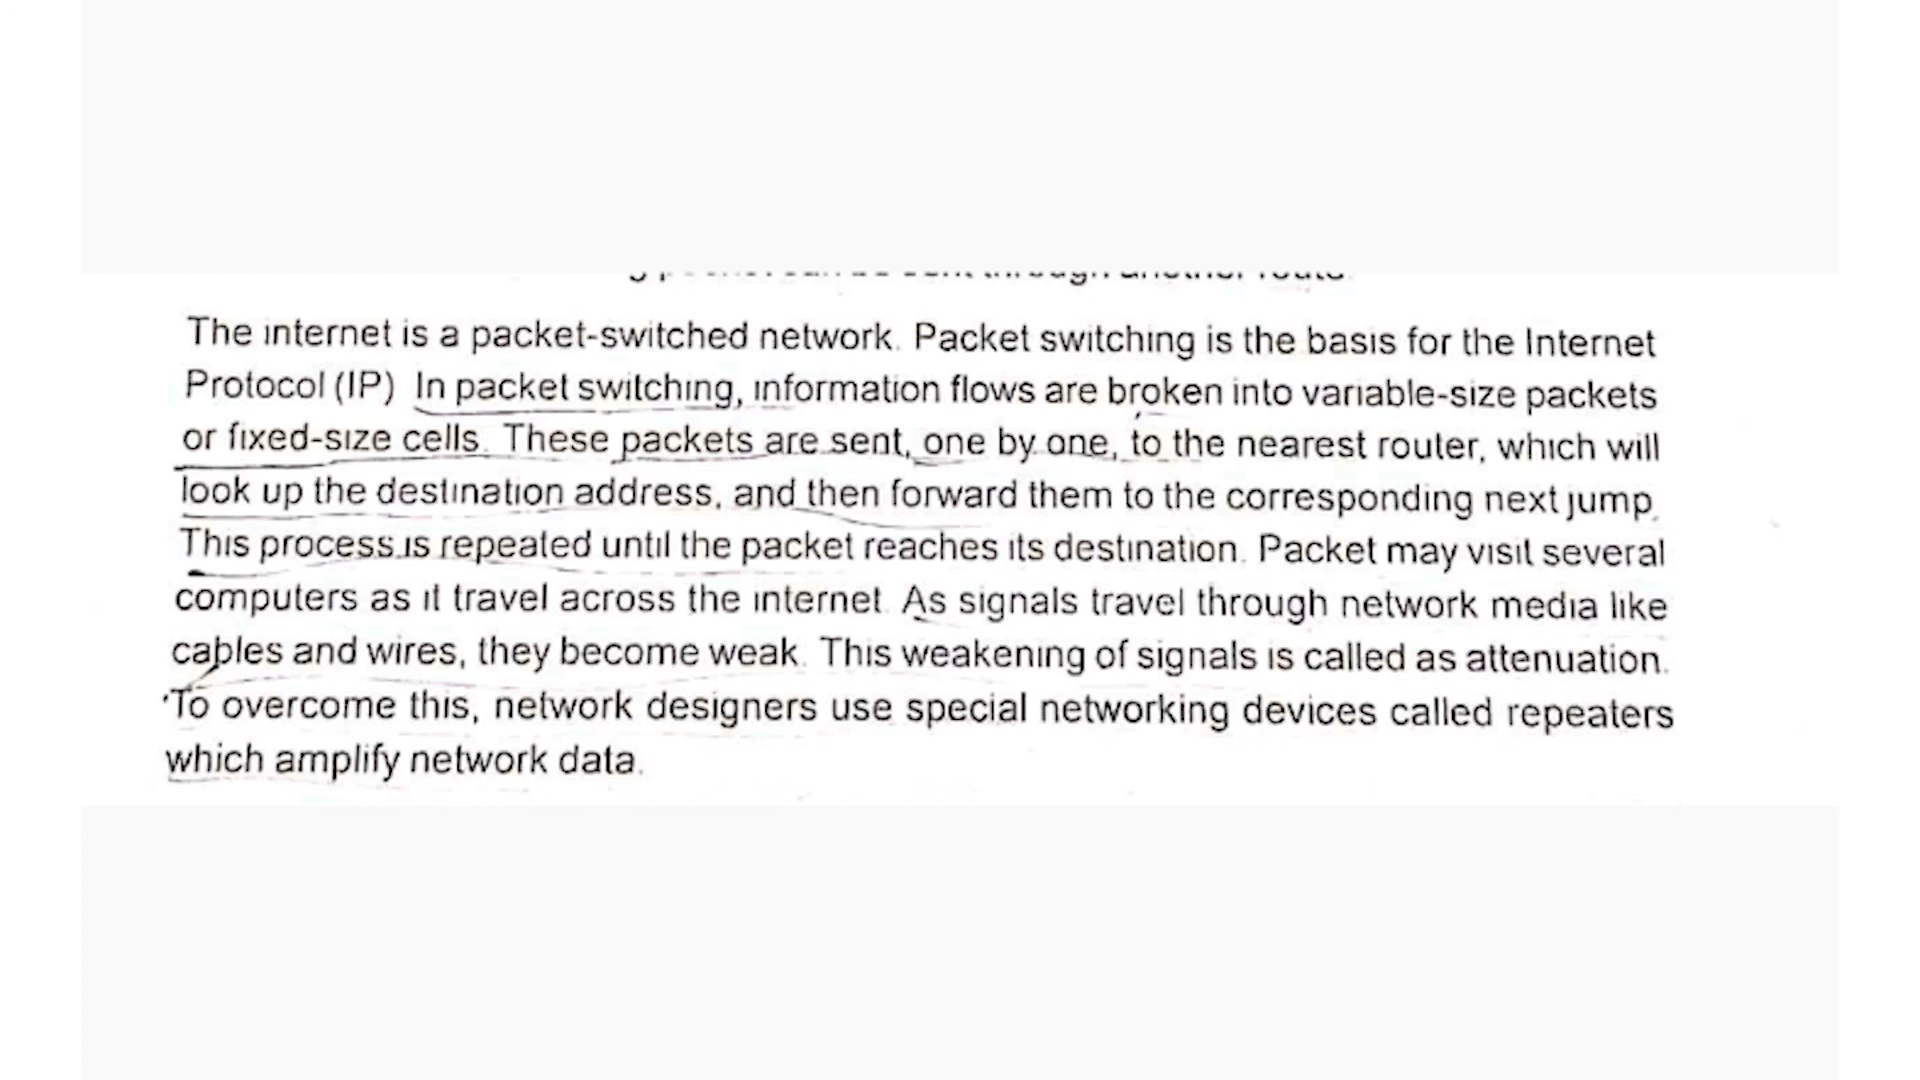 through another route.
The internet is a packet-switched network. Packet switching is the basis for the Internet
Protocol (IP) In packet switching, information flows are broken into variable-size packets
or fixed-size cells. These packets are sent, one by one, to the nearest router, which will
look up the destination address, and then forward them to the corresponding next jump.
This process is repeated until the packet reaches its destination. Packet may visit several
computers as it travel across the internet. As signals travel through network media like
cables and wires, they become weak. This weakening of signals is called as attenuation.
To overcome this, network designers use special networking devices called repeaters
which amplify network data.